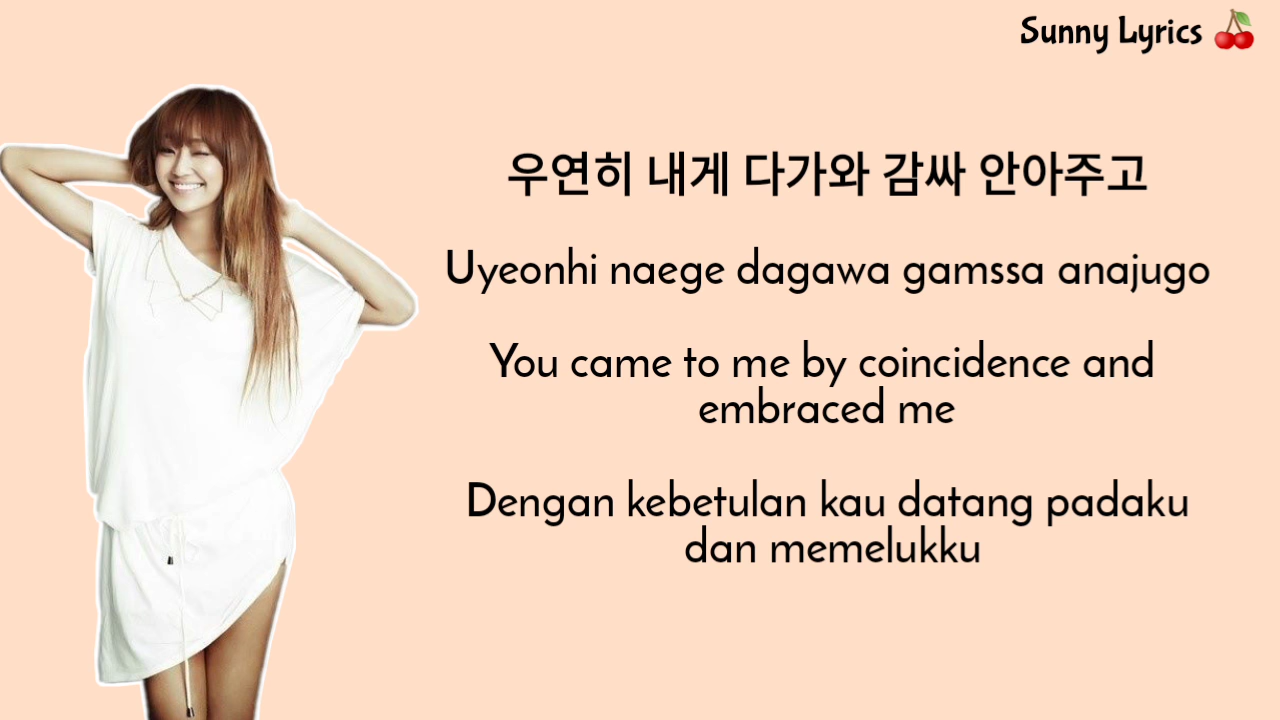 Sunny Lyrics
우연히 내게 다가와 감싸 안아주고
Uyeonhi naege dagawa gamssa anajugo
You came to me by coincidence and
embraced me
Dengan kebetulan kau datang padaku
dan memelukku